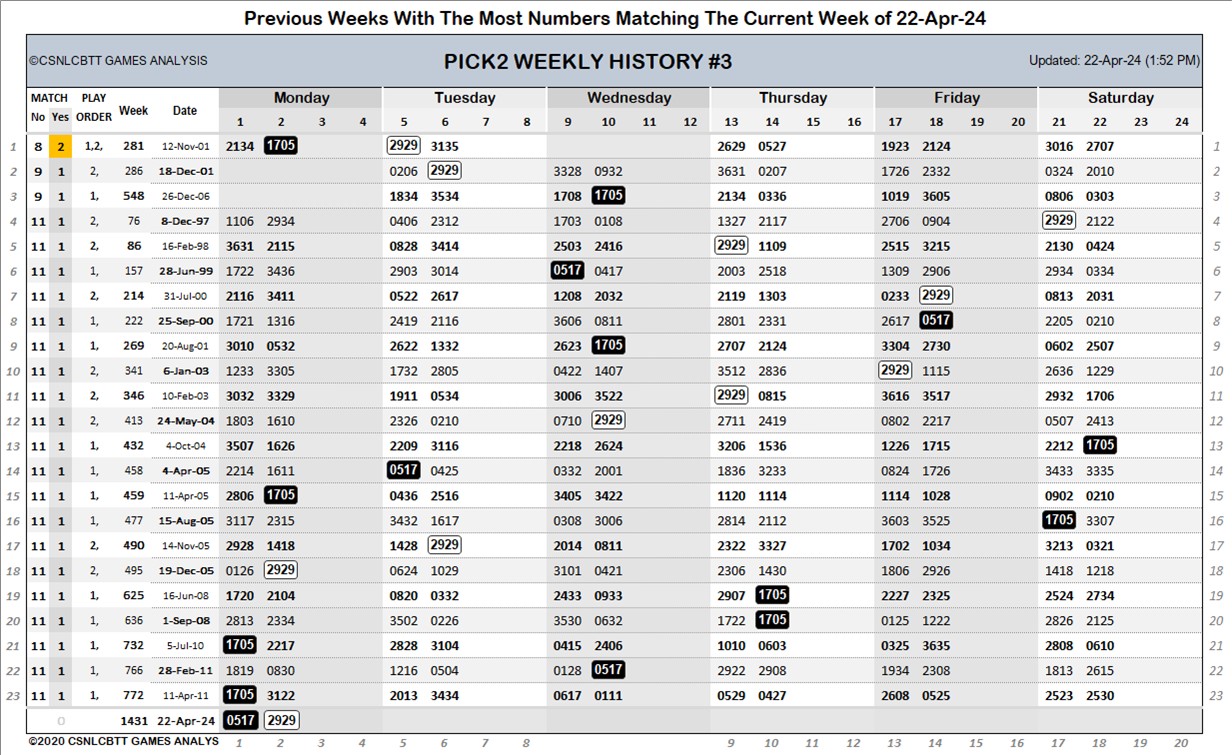 Previous Weeks With The Most Numbers Matching The Current Week of 22-Apr-24
©CSNLCBTT GAMES ANALYSIS PICK2 WEEKLY HISTORY #3 Updated: 22-Apr-24 (1:52 PM)
MATCH PLAY Week Date Monday Tuesday Wednesday Thursday Friday Saturday
No Yes ORDER 1 2 3 4 5 6 7 8 9 10 11 12 13 14 15 16 17 18 19 20 21 22 23 24
1 8 2 1,2, 281 12-Nov-01 2134 1705 2929 3135 2629 0527 1923 2124 3016 2707 1
2 9 1 2, 286 18-Dec-01 0206 2929 3328 0932 3631 0207 1726 2332 0324 2010 2
3 9 1 1, 548 26-Dec-06 1834 3534 1708 1705 2134 0336 1019 3605 0806 0303 3
4 11 1 2, 76 8-Dec-97 1106 2934 0406 2312 1703 0108 1327 2117 2706 0904 2929 2122 4
5 11 1 2, 86 16-Feb-98 3631 2115 0828 3414 2503 2416 2929 1109 2515 3215 2130 0424 5
6 11 1 1, 157 28-Jun-99 1722 3436 2903 3014 0517 0417 2003 2518 1309 2906 2934 0334 6
7 11 1 2, 214 31-Jul-00 2116 3411 0522 2617 1208 2032 2119 1303 0233 2929 0813 2031 7
8 11 1 1, 222 25-Sep-00 1721 1316 2419 2116 3606 0811 2801 2331 2617 0517 2205 0210 8
9 11 1 1, 269 20-Aug-01 3010 0532 2622 1332 2623 1705 2707 2124 3304 2730 0602 2507 9
10 11 1 2, 341 6-Jan-03 1233 3305 1732 2805 0422 1407 3512 2836 2929 1115 2636 1229 10
11 11 1 2, 346 10-Feb-03 3032 3329 1911 0534 3006 3522 2929 0815 3616 3517 2932 1706 11
12 11 1 2, 413 24-May-04 1803 1610 2326 0210 0710 2929 2711 2419 0802 2217 0507 2413 12
13 11 1 1, 432 4-Oct-04 3507 1626 2209 3116 2218 2624 3206 1536 1226 1715 2212 1705 13
14 11 1 1, 458 4-Apr-05 2214 1611 0517 0425 0332 2001 1836 3233 0824 1726 3433 3335 14
15 11 1 1, 459 11-Apr-05 2806 1705 0436 2516 3405 3422 1120 1114 1114 1028 0902 0210 15
16 11 1 1, 477 15-Aug-05 3117 2315 3432 1617 0308 3006 2814 2112 3603 3525 1705 3307 16
17 11 1 2, 490 14-Nov-05 2928 1418 1428 2929 2014 0811 2322 3327 1702 1034 3213 0321 17
18 11 1 2, 495 19-Dec-05 0126 2929 0624 1029 3101 0421 2306 1430 1806 2926 1418 1218 18
19 11 1 1, 625 16-Jun-08 1720 2104 0820 0332 2433 0933 2907 1705 2227 2325 2524 2734 19
20 11 1 1, 636 1-Sep-08 2813 2334 3502 0226 3530 0632 1722 1705 0125 1222 2826 2125 20
21 11 1 1, 732 5-Jul-10 1705 2217 2828 3104 0415 2406 1010 0603 0325 3635 2808 0610 21
22 11 1 1, 766 28-Feb-11 1819 0830 1216 0504 0128 0517 2922 2908 1934 2308 1813 2615 22
23 11 1 1, 772 11-Apr-11 1705 3122 2013 3434 0617 0111 0529 0427 2608 0525 2523 2530 23
0 1431 22-Apr-24 0517 2929
©2020 CSNLCBTT GAMES ANALYS 1 2 3 4 5 6 7 8 9 10 11 12 13 14 15 16 17 18 19 20